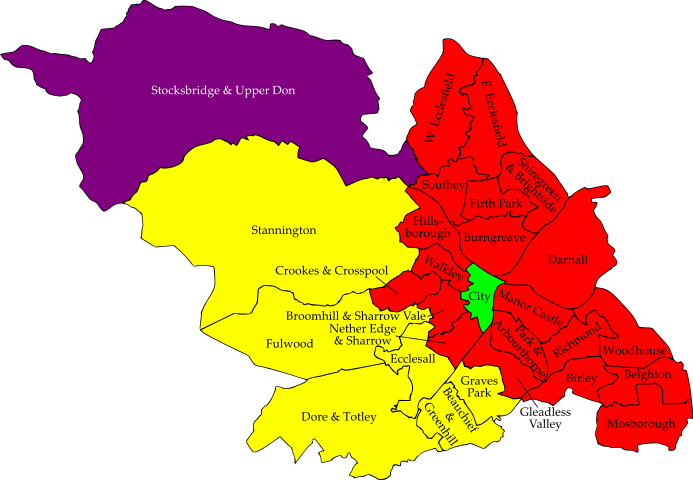 Stocksbridge & Upper Don
W. Ecclesfield
E. Ecclesfield
Shiregreen
& Brightside
Southey
Firth Park
Hills-
borough
Burngreave
Stannington
Darnall
Walkley
Crookes & Crosspool
City
Manor Castle
Broomhill & Sharrow Vale
Nether Edge
& Sharrow
Park &
Arbourthorne
Richmond
Fulwood
Woodhouse
Ecclesall
Graves
Park
Birley
Beighton
Beauchief
&
Greenhill
Gleadless
Valley
Dore & Totley
Mosborough